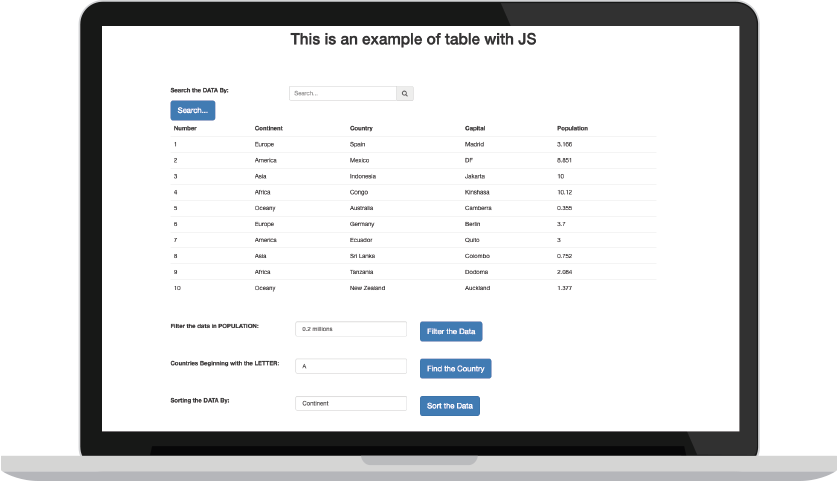 This is an example of table with JS
Search the DATA By:
Search...
Search...
Number Continent Country Capital Population
1 Europe Spain Madrid 3.166
2 America Mexico DF 8.851
3 Asia Indonesia Jakarta 10
4 Africa Congo Kinshasa 10.12
5 Oceany Australia Camberra 0.355
6 Europe Germany Berlin 3.7
7 America Ecuador Quito 3
8 Asia Sri Lanka Colombo 0.752
9 Africa Tanzania Dodoma 2.084
10 Oceany New Zealand Auckland 1.377
Filter the data in POPULATION: 0.2 millions Filter the Data
Countries Beginning with the LETTER: A Find the Country
Sorting the DATA By: Continent Sort the Data